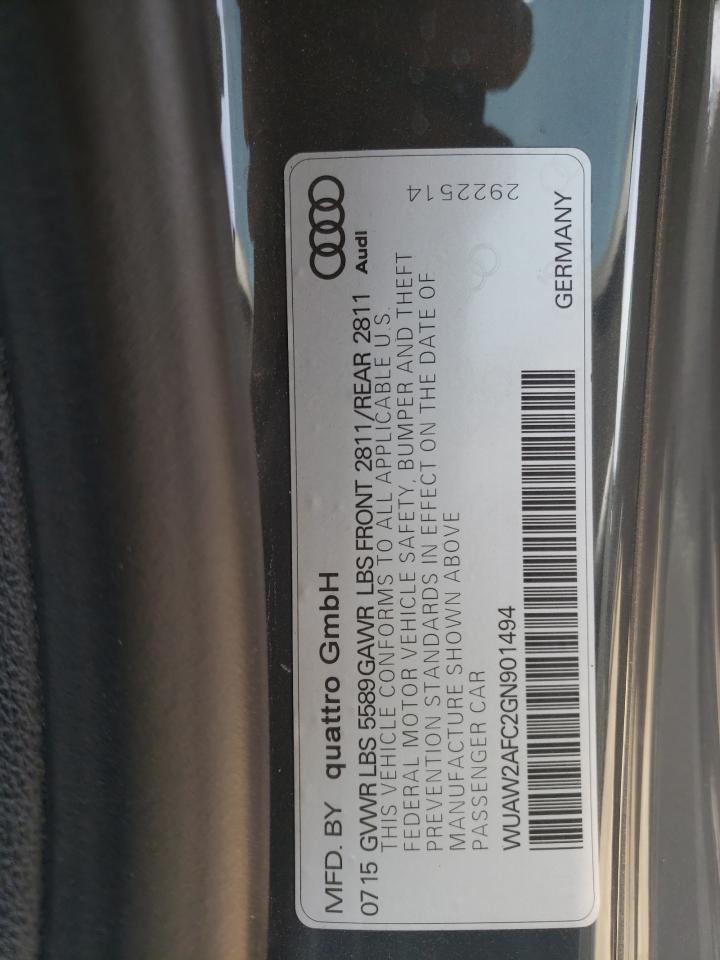 MFD. BY quattro GmbH
Audi
0715 GVWR LBS 5589 GAWR LBS FRONT 2811/REAR 2811
THIS VEHICLE CONFORMS TO ALL APPLICABLE U.S.
FEDERAL MOTOR VEHICLE SAFETY, BUMPER AND THEFT
PREVENTION STANDARDS IN EFFECT ON THE DATE OF
MANUFACTURE SHOWN ABOVE
PASSENGER CAR
WUAW2AFC2GN901494
GERMANY
2922514